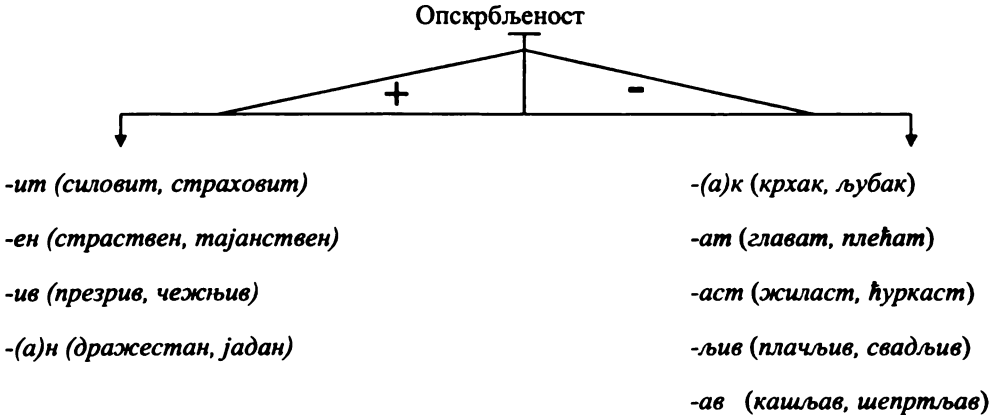 Опскрбљеност
+ -
-ит (силовит, страховит)
-(а)к (крхак, љубак)
-ен (страствен, тајанствен)
-ат (глават, плећат)
-ив (презрив, чежњив)
-аст (жиласт, ћуркаст)
-(а)н (дражестан, јадан)
-љив (плачљив, свадљив)
-ав (кашљав, шепртљав)